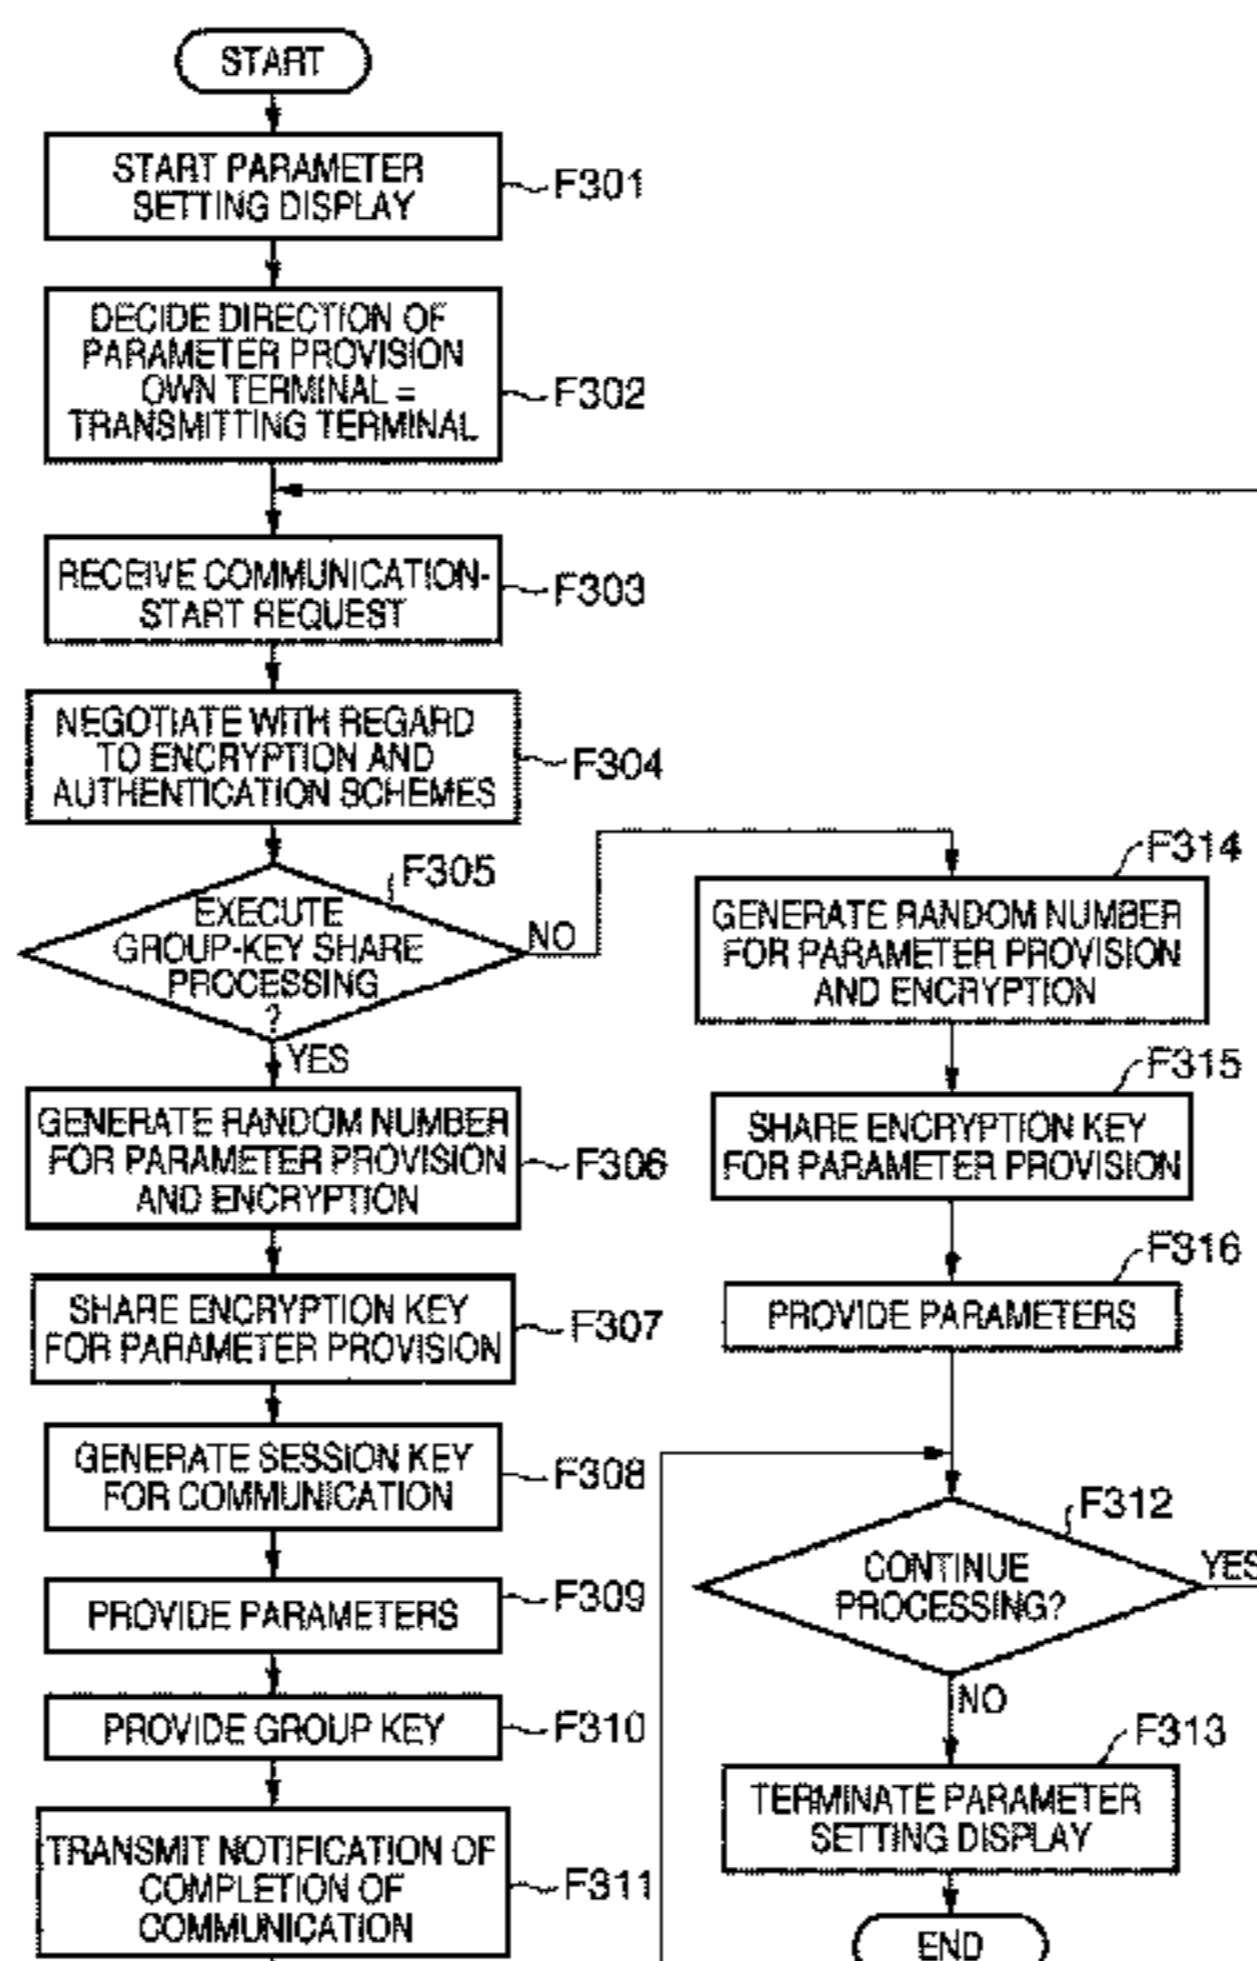 START
START PARAMETER
SETTING DISPLAY
F301
DECIDE DIRECTION OF
PARAMETER PROVISION
OWN TERMINAL =
TRANSMITTING TERMINAL
F302
RECEIVE COMMUNICATION-
START REQUEST
F303
NEGOTIATE WITH REGARD
TO ENCRYPTION AND
AUTHENTICATION SCHEMES
F304
F305
EXECUTE
GROUP-KEY SHARE
PROCESSING
?
NO
YES
GENERATE RANDOM NUMBER
FOR PARAMETER PROVISION
AND ENCRYPTION
F306
SHARE ENCRYPTION KEY
FOR PARAMETER PROVISION
F307
GENERATE SESSION KEY
FOR COMMUNICATION
F308
PROVIDE PARAMETERS
F309
PROVIDE GROUP KEY
F310
TRANSMIT NOTIFICATION OF
COMPLETION OF
COMMUNICATION
F311
F314
GENERATE RANDOM NUMBER
FOR PARAMETER PROVISION
AND ENCRYPTION
F315
SHARE ENCRYPTION KEY
FOR PARAMETER PROVISION
F316
PROVIDE PARAMETERS
F312
CONTINUE
PROCESSING?
YES
NO
F313
TERMINATE PARAMETER
SETTING DISPLAY
END